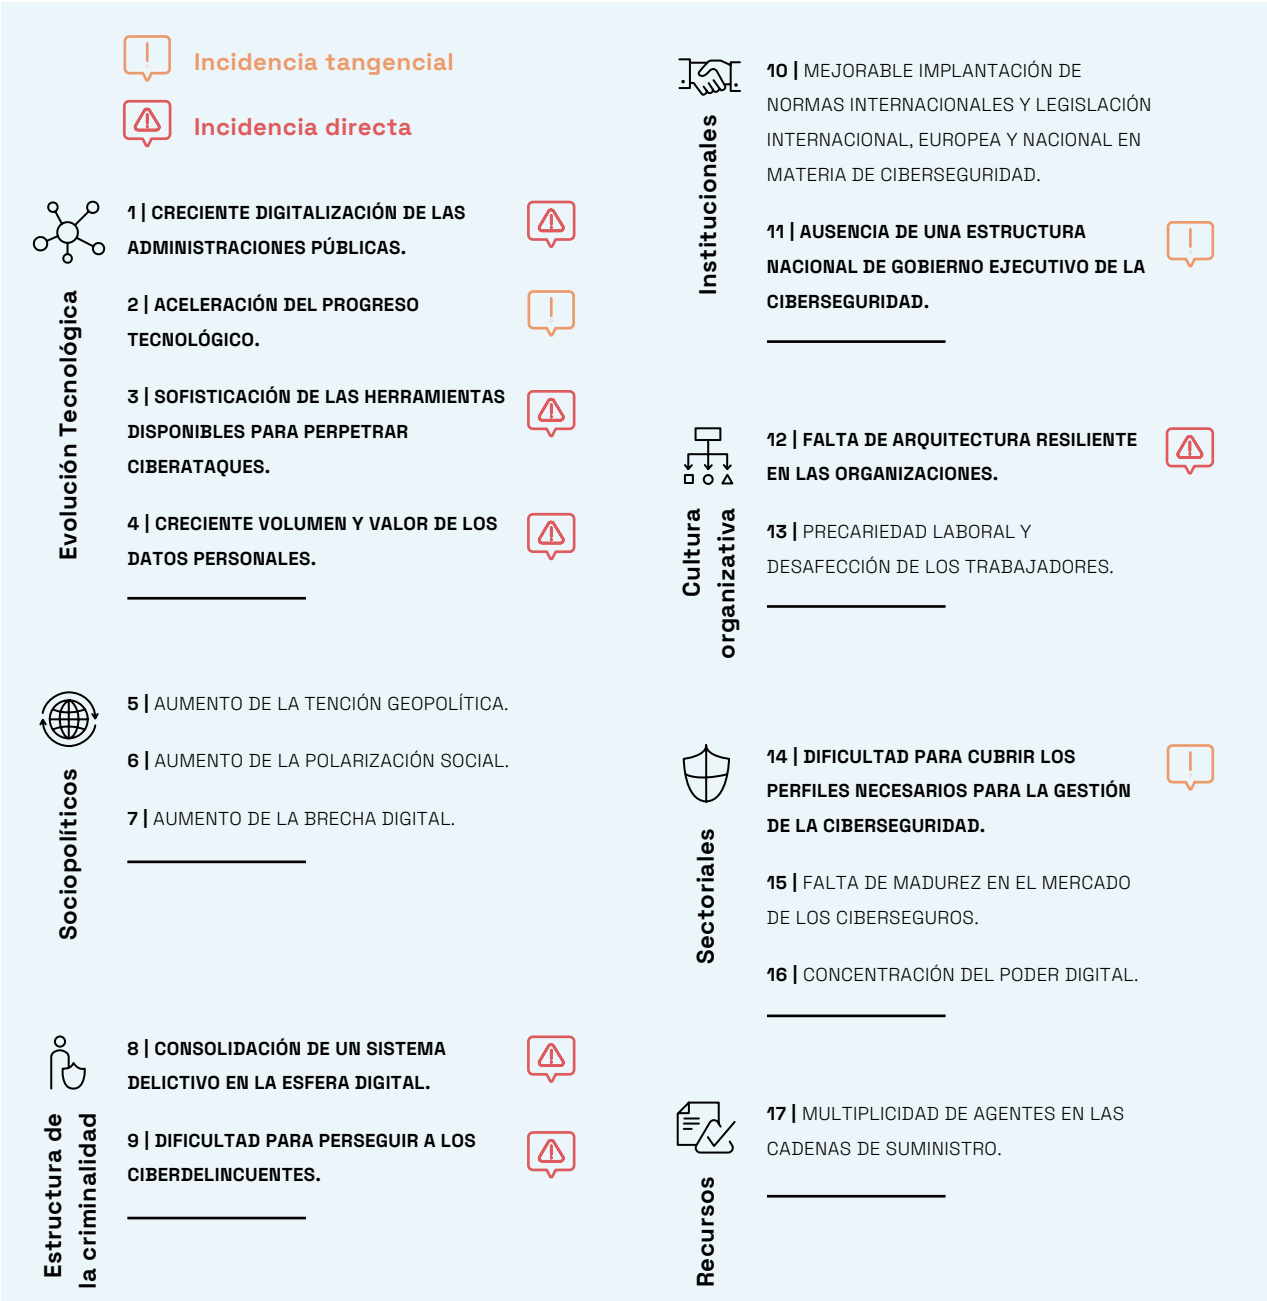 Incidencia tangencial
Incidencia directa
Evolución Tecnológica
1 | CRECIENTE DIGITALIZACIÓN DE LAS
ADMINISTRACIONES PÚBLICAS.
2 | ACELERACIÓN DEL PROGRESO
TECNOLÓGICO.
3 | SOFISTICACIÓN DE LAS HERRAMIENTAS
DISPONIBLES PARA PERPETRAR
CIBERATAQUES.
4 | CRECIENTE VOLUMEN Y VALOR DE LOS
DATOS PERSONALES.
Sociopolíticos
5 | AUMENTO DE LA TENCIÓN GEOPOLÍTICA.
6 | AUMENTO DE LA POLARIZACIÓN SOCIAL.
7 | AUMENTO DE LA BRECHA DIGITAL.
Estructura de
la criminalidad
8 | CONSOLIDACIÓN DE UN SISTEMA
DELICTIVO EN LA ESFERA DIGITAL.
9 | DIFICULTAD PARA PERSEGUIR A LOS
CIBERDELINCUENTES.
Institucionales
10 | MEJORABLE IMPLANTACIÓN DE
NORMAS INTERNACIONALES Y LEGISLACIÓN
INTERNACIONAL, EUROPEA Y NACIONAL EN
MATERIA DE CIBERSEGURIDAD.
11 | AUSENCIA DE UNA ESTRUCTURA
NACIONAL DE GOBIERNO EJECUTIVO DE LA
CIBERSEGURIDAD.
Cultura
organizativa
12 | FALTA DE ARQUITECTURA RESILIENTE
EN LAS ORGANIZACIONES.
13 | PRECARIEDAD LABORAL Y
DESAFECCIÓN DE LOS TRABAJADORES.
Sectoriales
14 | DIFICULTAD PARA CUBRIR LOS
PERFILES NECESARIOS PARA LA GESTIÓN
DE LA CIBERSEGURIDAD.
15 | FALTA DE MADUREZ EN EL MERCADO
DE LOS CIBERSEGUROS.
16 | CONCENTRACIÓN DEL PODER DIGITAL.
Recursos
17 | MULTIPLICIDAD DE AGENTES EN LAS
CADENAS DE SUMINISTRO.